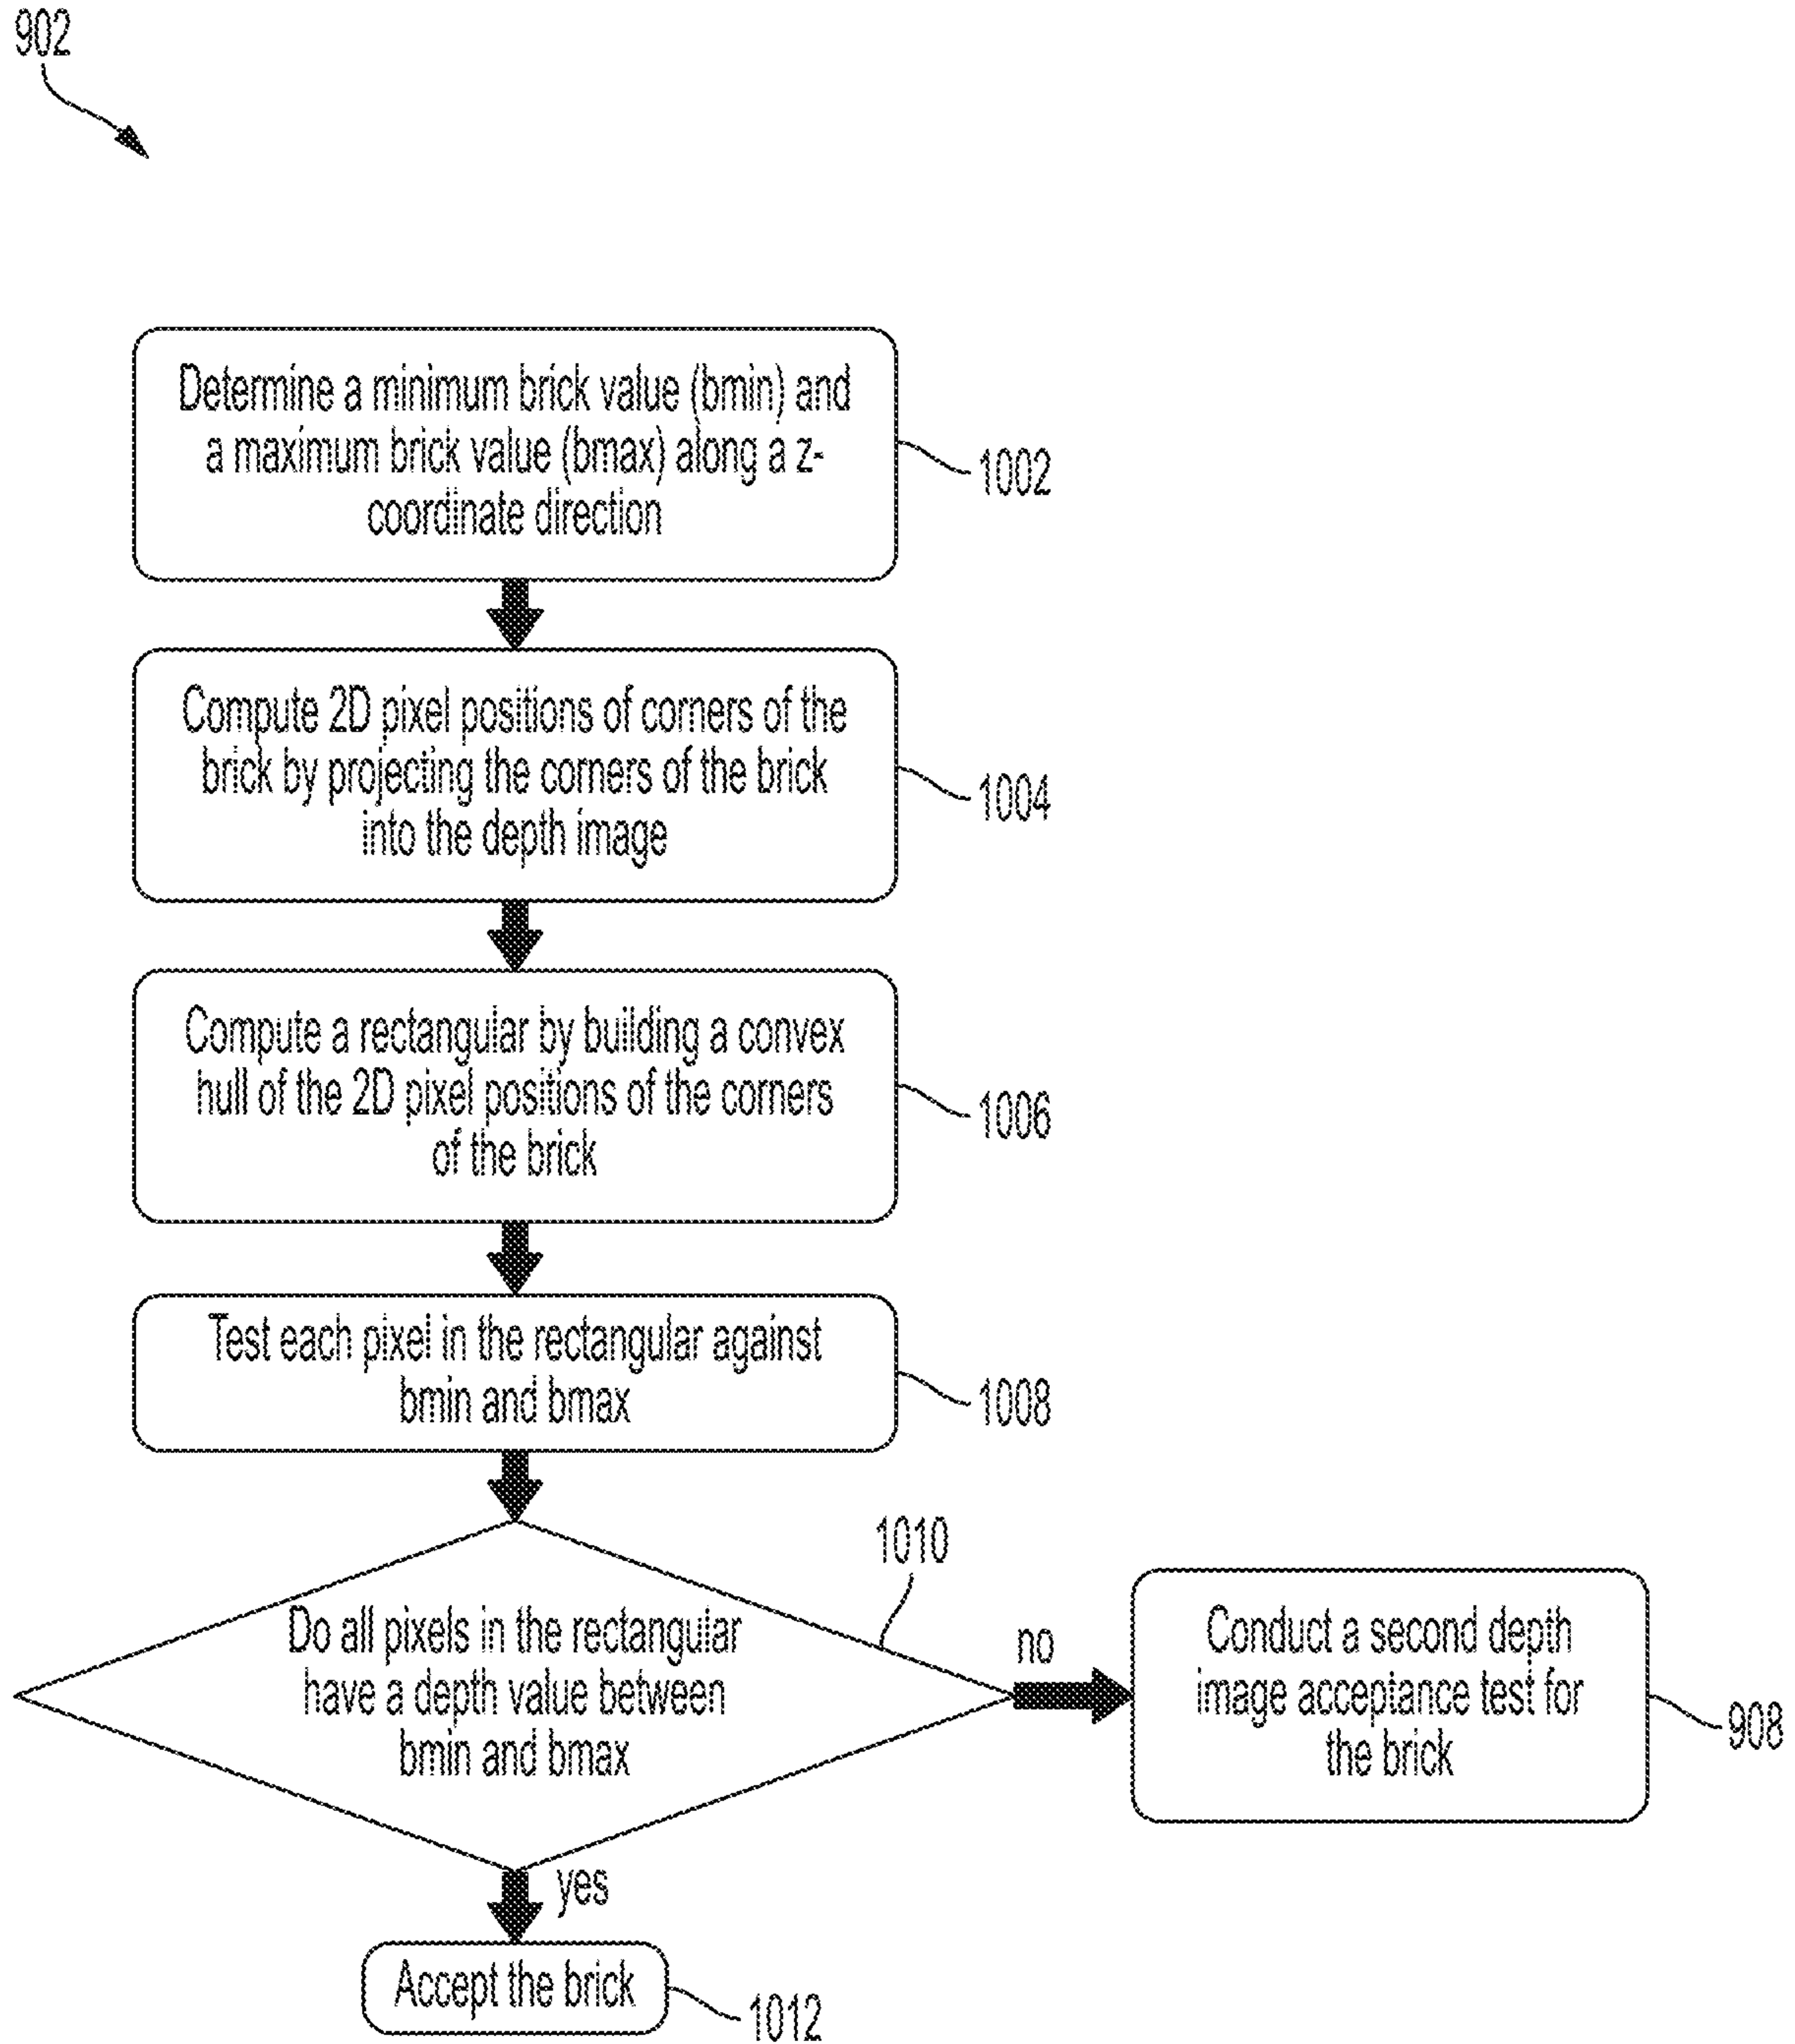 902
Determine a minimum brick value (bmin) and
a maximum brick value (bmax) along a z-
coordinate direction
1002
Compute 2D pixel positions of corners of the
brick by projecting the corners of the brick
into the depth image
1004
Compute a rectangular by building a convex
hull of the 2D pixel positions of the corners
of the brick
1006
Test each pixel in the rectangular against
bmin and bmax
1008
1010
Do all pixels in the rectangular
have a depth value between
bmin and bmax
no
Conduct a second depth
image acceptance test for
the brick
908
yes
Accept the brick
1012